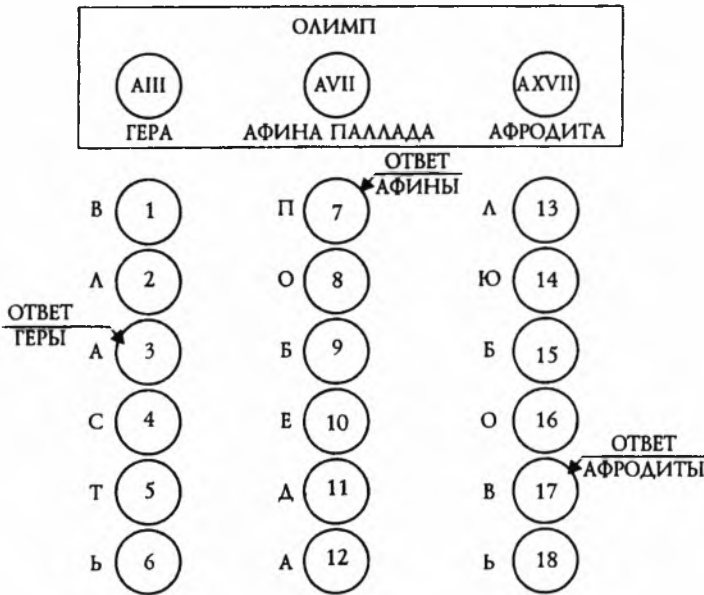 ОЛИМП
AIII AVII AXVII
ГЕРА АФИНА ПАЛЛАДА АФРОДИТА
ОТВЕТ
АФИНЫ
В 1 П 7 Л 13
Л 2 О 8 Ю 14
ОТВЕТ
ГЕРЫ
А 3 Б 9 Б 15
С 4 Е 10 О 16
ОТВЕТ
АФРОДИТЫ
Т 5 Д 11 В 17
Ь 6 А 12 Ь 18